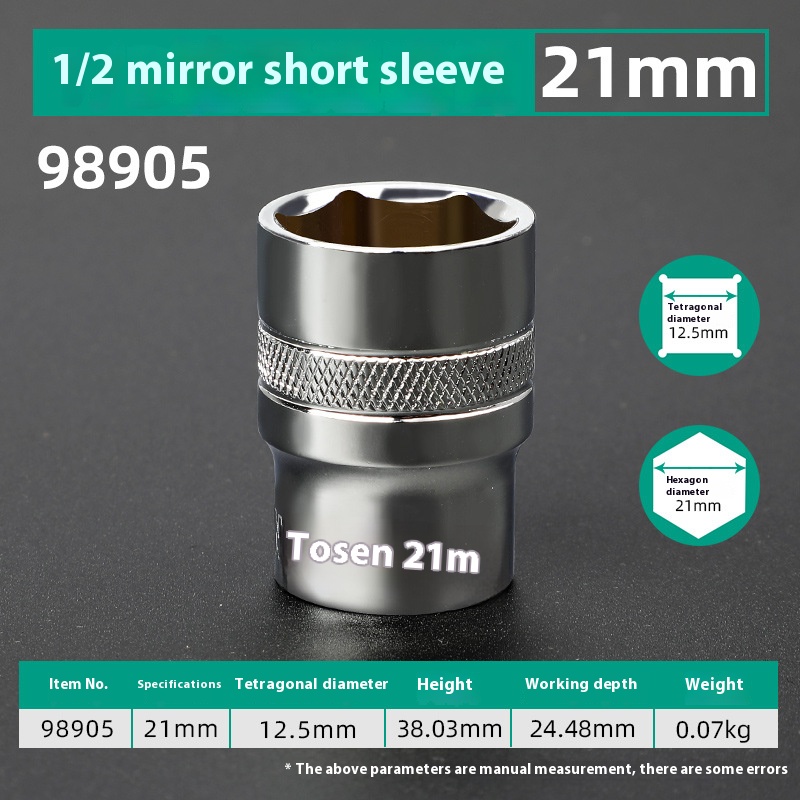 1/2 mirror short sleeve 21mm
98905
Tetragonal
diameter
12.5mm
Hexagon
diameter
21mm
Tosen 21m
Item No. Specifications Tetragonal diameter Height Working depth Weight
98905 21mm 12.5mm 38.03mm 24.48mm 0.07kg
* The above parameters are manual measurement, there are some errors